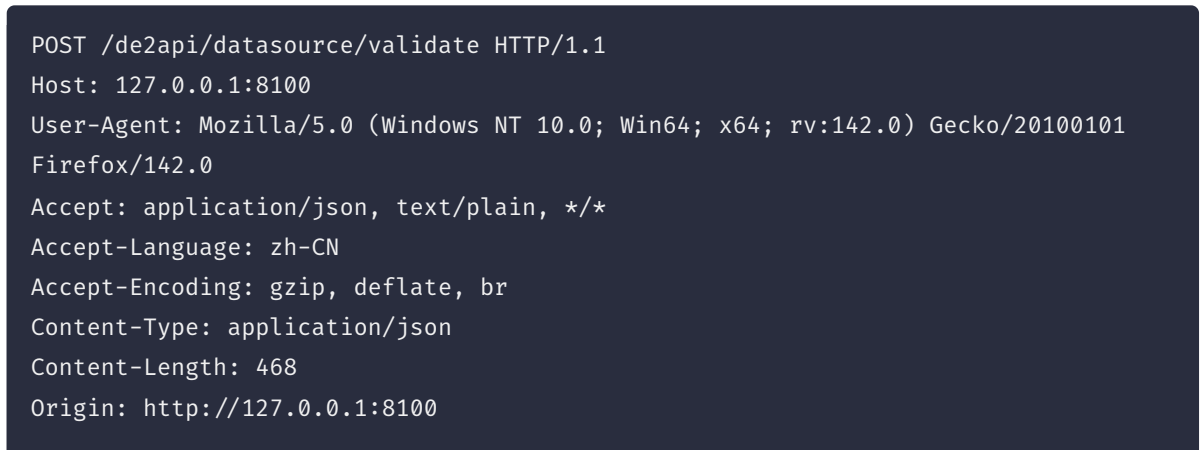 POST /de2api/datasource/validate HTTP/1.1
Host: 127.0.0.1:8100
User-Agent: Mozilla/5.0 (Windows NT 10.0; Win64; x64; rv:142.0) Gecko/20100101
Firefox/142.0
Accept: application/json, text/plain, */*
Accept-Language: zh-CN
Accept-Encoding: gzip, deflate, br
Content-Type: application/json
Content-Length: 468
Origin: http://127.0.0.1:8100